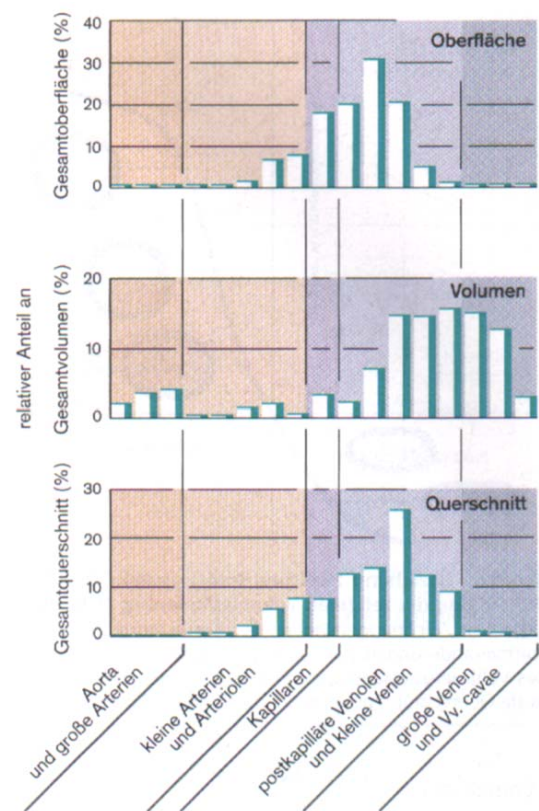 relativer Anteil an
Gesamtoberfläche (%)
40
30
20
10
0
Oberfläche
Gesamtvolumen (%)
20
10
0
Volumen
Gesamtquerschnitt (%)
30
20
10
0
Querschnitt
Aorta
und große Arterien
kleine Arterien
und Arteriolen
Kapillaren
postkapilläre Venolen
und kleine Venen
große Venen
und Vv. cavae